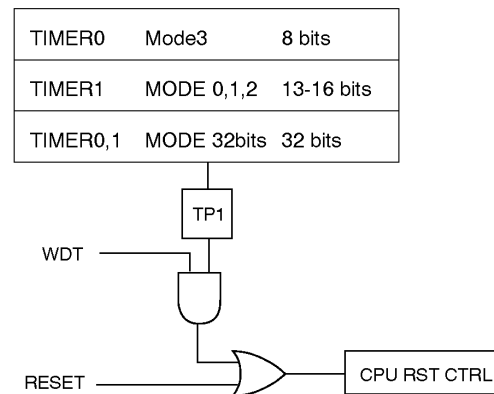 TIMER0 Mode3 8 bits
TIMER1 MODE 0,1,2 13-16 bits
TIMER0,1 MODE 32bits 32 bits
TP1
WDT
RESET
CPU RST CTRL